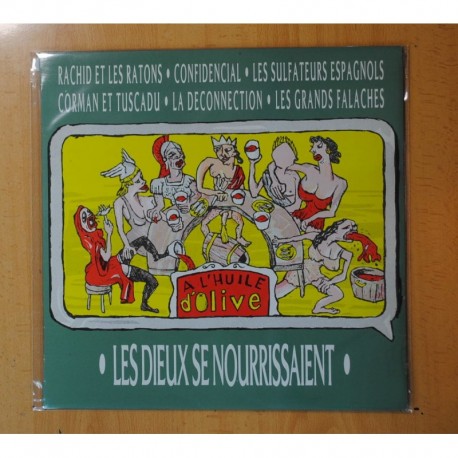 RACHID ET LES RATONS • CONFIDENCIAL • LES SULFATEURS ESPAGNOLS
CORMAN ET TUSCADU • LA DECONNECTION • LES GRANDS FALACHES
A L'HUILE
d'Olive
• LES DIEUX SE NOURRISSAIENT •